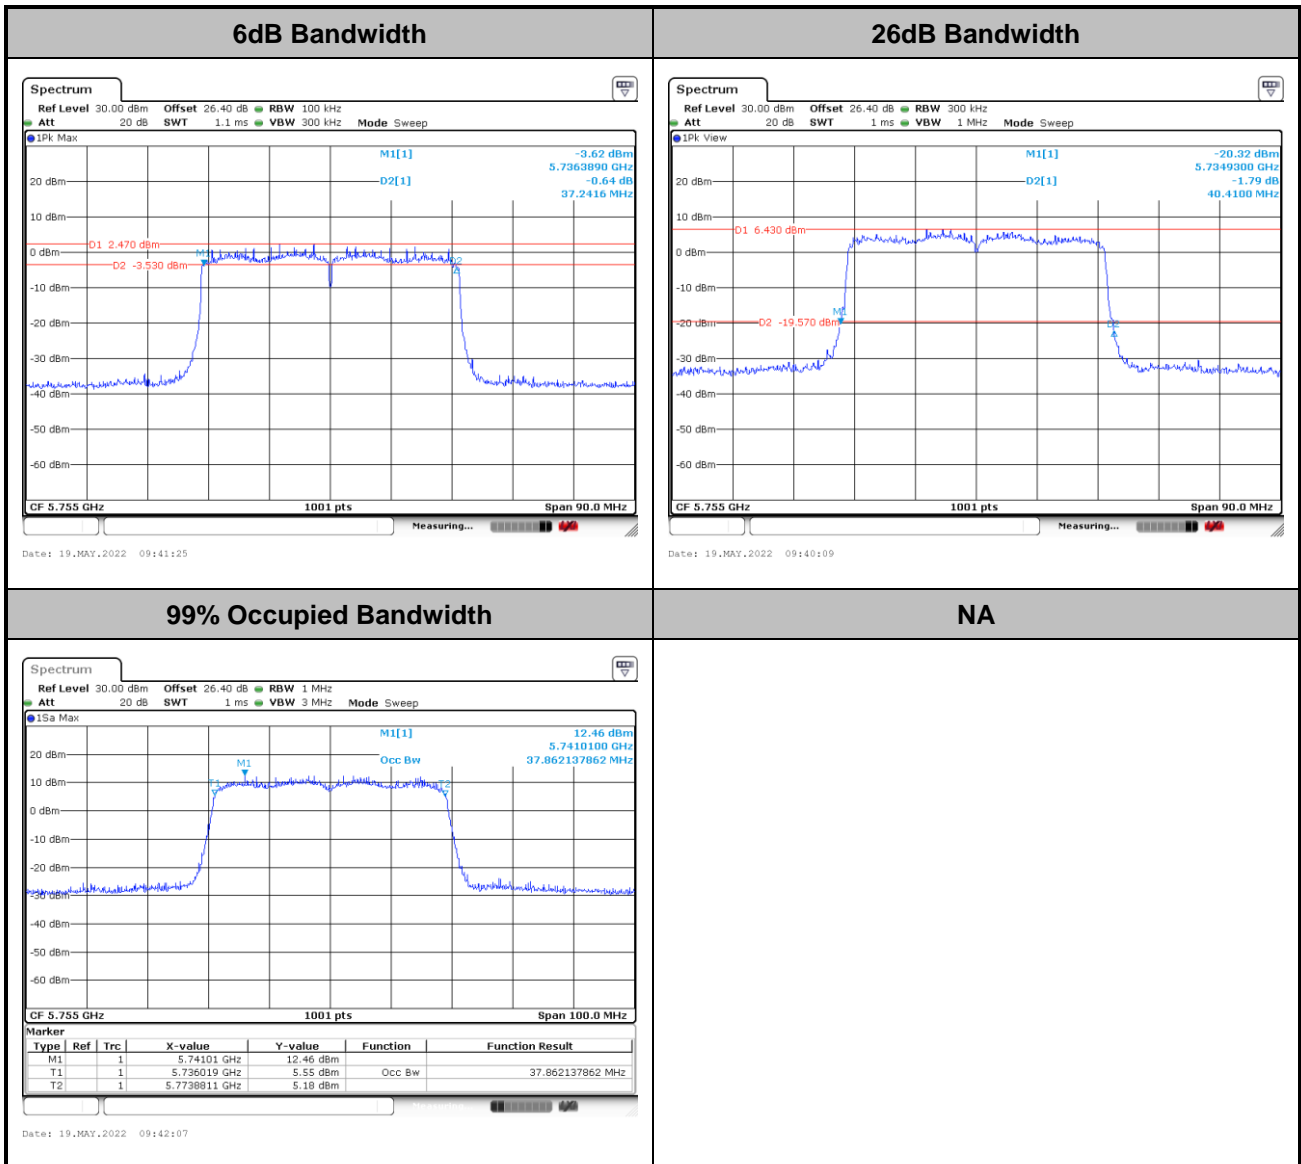 6dB Bandwidth
26dB Bandwidth
Spectrum
Ref Level 30.00 dBm Offset 26.40 dB RBW 100 kHz
Att 20 dB SWT 1.1 ms VBW 300 kHz Mode Sweep
1Pk Max
M1[1] -3.62 dBm
5.7363890 GHz
20 dBm
D2[1] -0.64 dB
37.2416 MHz
10 dBm
D1 2.470 dBm
0 dBm
M1
D2 -3.530 dBm
D2
-10 dBm
-20 dBm
-30 dBm
-40 dBm
-50 dBm
-60 dBm
CF 5.755 GHz 1001 pts Span 90.0 MHz
Measuring...
Date: 19.MAY.2022 09:41:25
Spectrum
Ref Level 30.00 dBm Offset 26.40 dB RBW 300 kHz
Att 20 dB SWT 1 ms VBW 1 MHz Mode Sweep
1Pk View
M1[1] -20.32 dBm
5.7349300 GHz
20 dBm
D2[1] -1.79 dB
40.4100 MHz
10 dBm
D1 6.430 dBm
0 dBm
-10 dBm
M1
-20 dBm
D2 -19.570 dBm
D2
-30 dBm
-40 dBm
-50 dBm
-60 dBm
CF 5.755 GHz 1001 pts Span 90.0 MHz
Measuring...
Date: 19.MAY.2022 09:40:09
99% Occupied Bandwidth
NA
Spectrum
Ref Level 30.00 dBm Offset 26.40 dB RBW 1 MHz
Att 20 dB SWT 1 ms VBW 3 MHz Mode Sweep
1Sa Max
M1[1] 12.46 dBm
5.7410100 GHz
20 dBm
Occ Bw 37.862137862 MHz
M1
10 dBm
T1
T2
0 dBm
-10 dBm
-20 dBm
-30 dBm
-40 dBm
-50 dBm
-60 dBm
CF 5.755 GHz 1001 pts Span 100.0 MHz
Marker
Type Ref Trc X-value Y-value Function Function Result
M1 1 5.74101 GHz 12.46 dBm
T1 1 5.736019 GHz 5.55 dBm Occ Bw 37.862137862 MHz
T2 1 5.7738811 GHz 5.18 dBm
Measuring...
Date: 19.MAY.2022 09:42:07